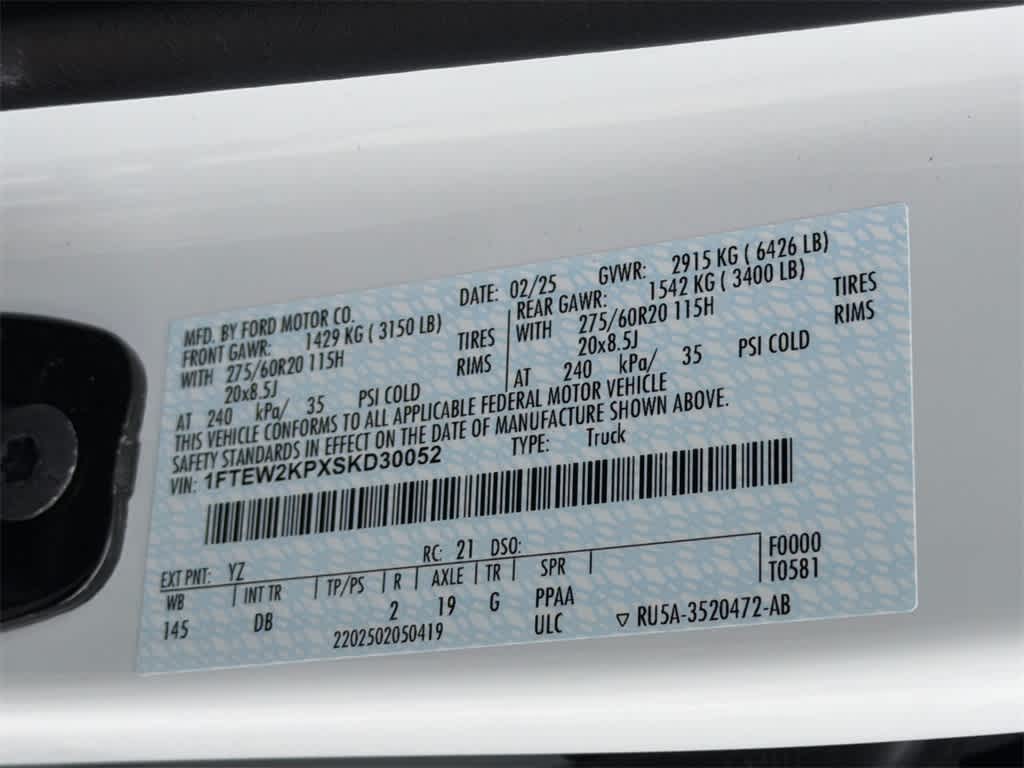 MFD. BY FORD MOTOR CO. DATE: 02/25 GVWR: 2915 KG ( 6426 LB)
FRONT GAWR: 1429 KG ( 3150 LB) REAR GAWR: 1542 KG ( 3400 LB)
WITH 275/60R20 115H TIRES WITH 275/60R20 115H TIRES
20x8.5J RIMS 20x8.5J RIMS
AT 240 kPa/ 35 PSI COLD AT 240 kPa/ 35 PSI COLD
THIS VEHICLE CONFORMS TO ALL APPLICABLE FEDERAL MOTOR VEHICLE
SAFETY STANDARDS IN EFFECT ON THE DATE OF MANUFACTURE SHOWN ABOVE.
VIN: 1FTEW2KPXSKD30052 TYPE: Truck
EXT PNT: YZ RC: 21 DSO: F0000
WB INT TR TP/PS R AXLE TR SPR T0581
145 DB 2 19 G PPAA
2202502050419 ULC ▽ RU5A-3520472-AB